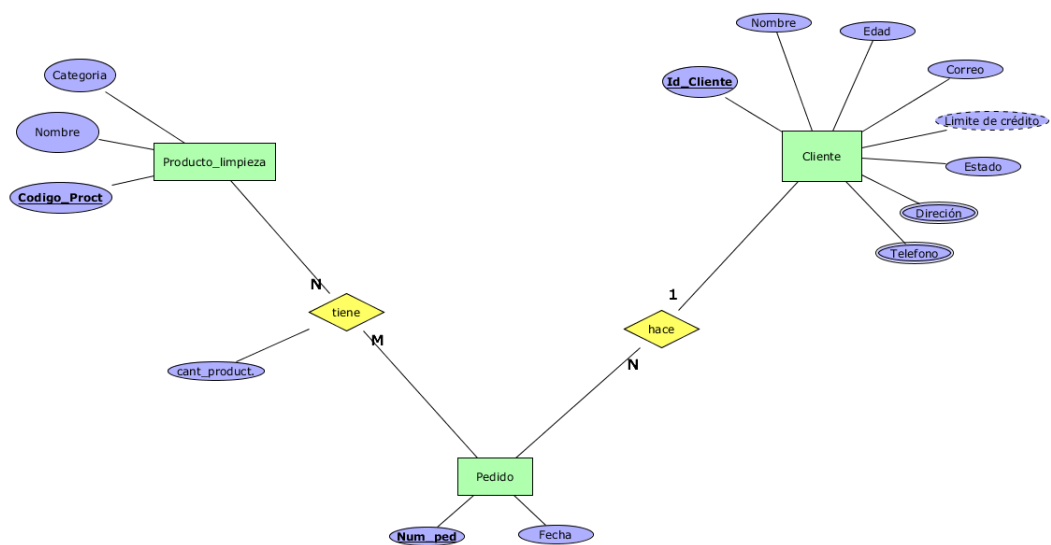 Nombre
Edad
Categoria
Id_Cliente
Correo
Nombre
Limite de crédito
Producto_limpieza
Cliente
Estado
Codigo_Proct
Direción
Telefono
N
1
tiene
hace
M
N
cant_product.
Pedido
Num_ped
Fecha